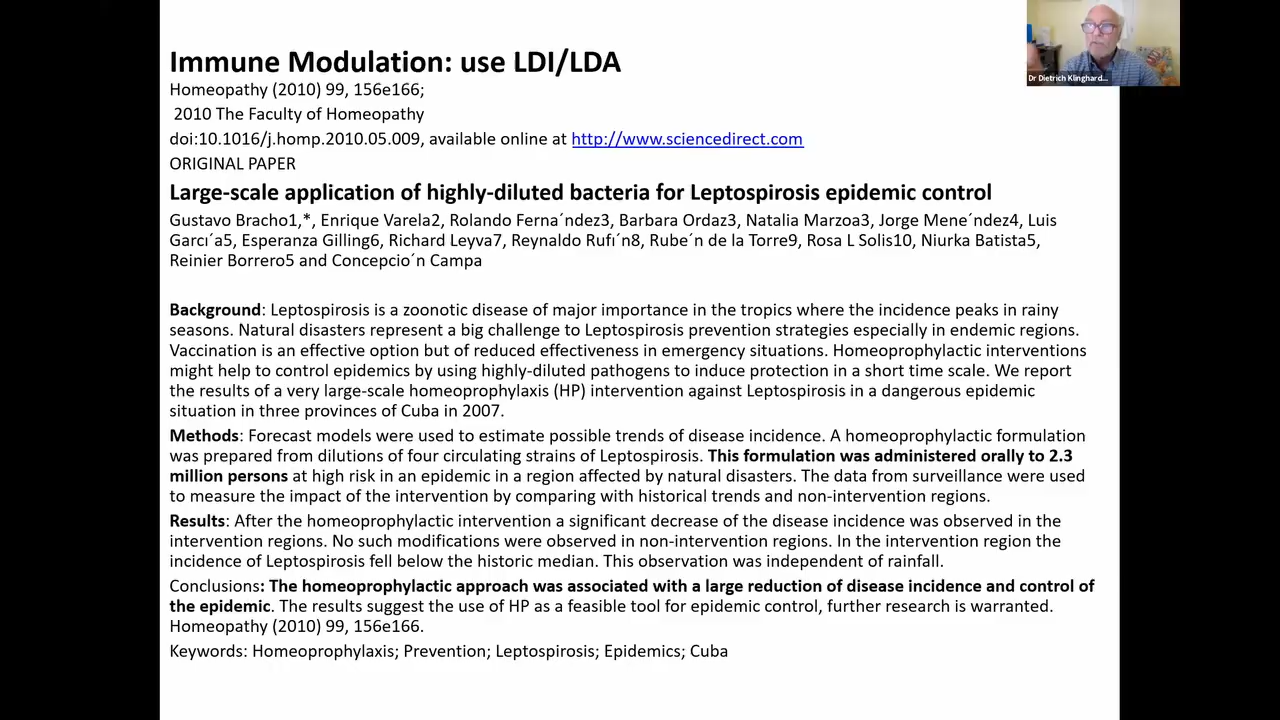 Immune Modulation: use LDI/LDA
Homeopathy (2010) 99, 156e166;
2010 The Faculty of Homeopathy
doi:10.1016/j.homp.2010.05.009, available online at http://www.sciencedirect.com
ORIGINAL PAPER
Large-scale application of highly-diluted bacteria for Leptospirosis epidemic control
Gustavo Bracho1,*, Enrique Varela2, Rolando Ferna´ndez3, Barbara Ordaz3, Natalia Marzoa3, Jorge Mene´ndez4, Luis
Garcı´a5, Esperanza Gilling6, Richard Leyva7, Reynaldo Rufı´n8, Rube´n de la Torre9, Rosa L Solis10, Niurka Batista5,
Reinier Borrero5 and Concepcio´n Campa
Background: Leptospirosis is a zoonotic disease of major importance in the tropics where the incidence peaks in rainy
seasons. Natural disasters represent a big challenge to Leptospirosis prevention strategies especially in endemic regions.
Vaccination is an effective option but of reduced effectiveness in emergency situations. Homeoprophylactic interventions
might help to control epidemics by using highly-diluted pathogens to induce protection in a short time scale. We report
the results of a very large-scale homeoprophylaxis (HP) intervention against Leptospirosis in a dangerous epidemic
situation in three provinces of Cuba in 2007.
Methods: Forecast models were used to estimate possible trends of disease incidence. A homeoprophylactic formulation
was prepared from dilutions of four circulating strains of Leptospirosis. This formulation was administered orally to 2.3
million persons at high risk in an epidemic in a region affected by natural disasters. The data from surveillance were used
to measure the impact of the intervention by comparing with historical trends and non-intervention regions.
Results: After the homeoprophylactic intervention a significant decrease of the disease incidence was observed in the
intervention regions. No such modifications were observed in non-intervention regions. In the intervention region the
incidence of Leptospirosis fell below the historic median. This observation was independent of rainfall.
Conclusions: The homeoprophylactic approach was associated with a large reduction of disease incidence and control of
the epidemic. The results suggest the use of HP as a feasible tool for epidemic control, further research is warranted.
Homeopathy (2010) 99, 156e166.
Keywords: Homeoprophylaxis; Prevention; Leptospirosis; Epidemics; Cuba
Dr Dietrich Klinghard...